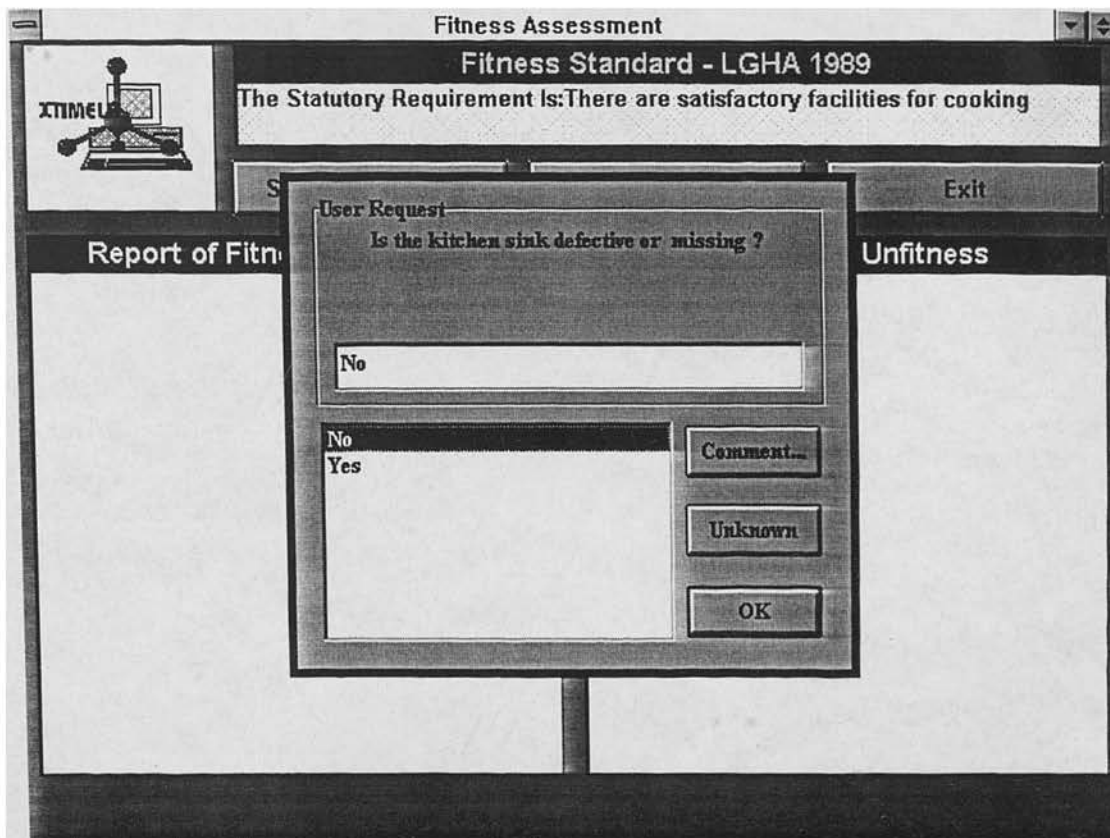 Fitness Assessment
Fitness Standard - LGHA 1989
The Statutory Requirement Is:There are satisfactory facilities for cooking
Exit
User Request
Is the kitchen sink defective or missing ?
Report of Fitn
Unfitness
No
No
Yes
Comment...
Unknown
OK